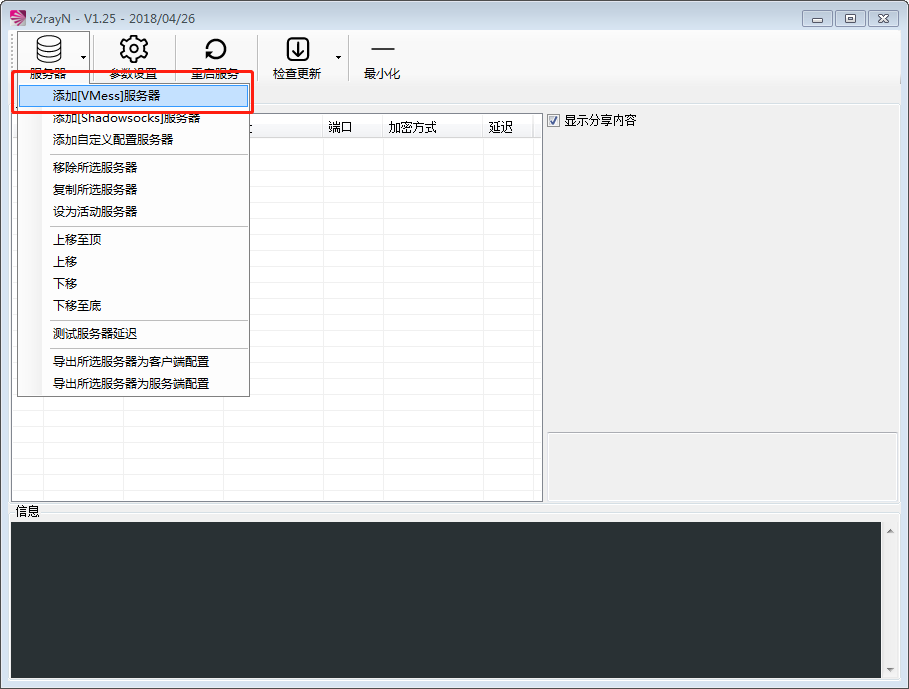 v2rayN - V1.25 - 2018/04/26
服务器 参数设置 重启服务 检查更新 最小化
添加[VMess]服务器
添加[Shadowsocks]服务器
添加自定义配置服务器
移除所选服务器
复制所选服务器
设为活动服务器
上移至顶
上移
下移
下移至底
测试服务器延迟
导出所选服务器为客户端配置
导出所选服务器为服务端配置
端口 加密方式 延迟
显示分享内容
信息